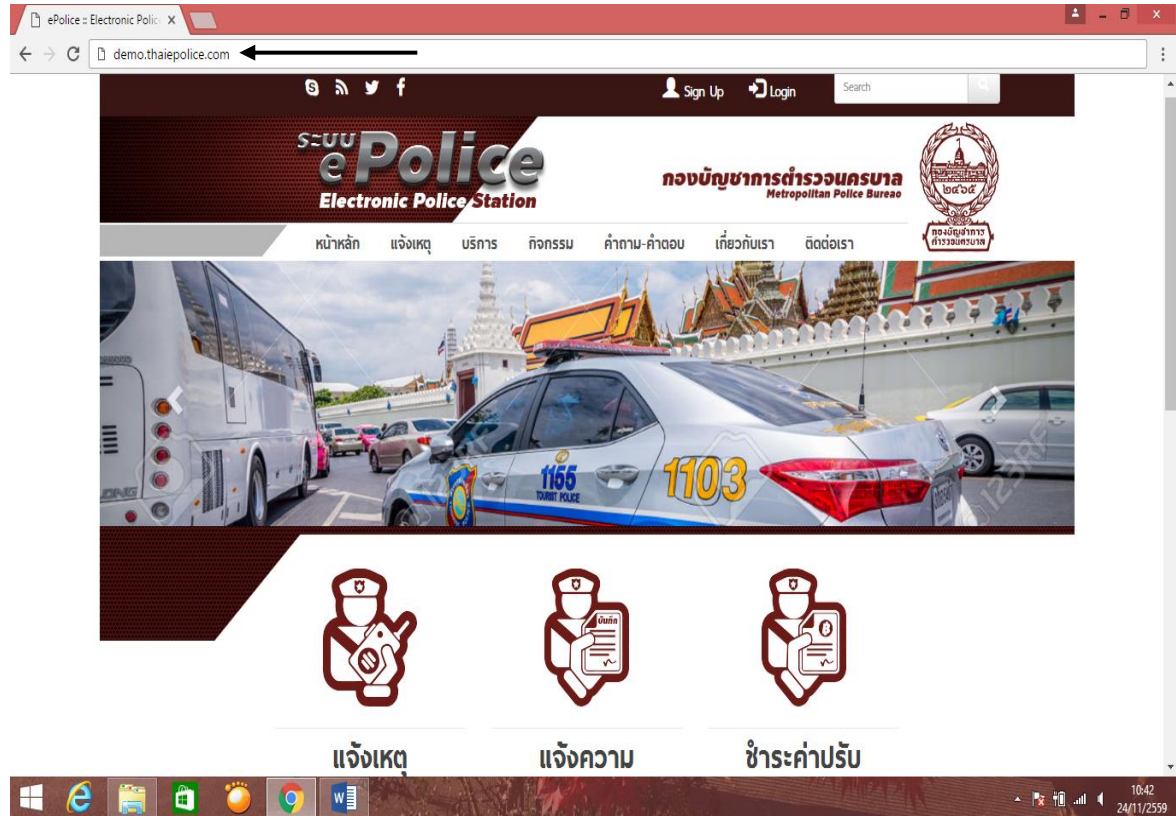 ePolice :: Electronic Polic
demo.thaiepolice.com
Sign Up Login Search
ระบบ
ePolice
Electronic Police Station
กองบัญชาการตำรวจนครบาล
Metropolitan Police Bureao
๒๔๖๕
กองบัญชาการ
ตำรวจนครบาล
หน้าหลัก แจ้งเหตุ บริการ กิจกรรม คำถาม-คำตอบ เกี่ยวกับเรา ติดต่อเรา
1155
TOURIST POLICE
1103
LONG
123RF
บันทึก
แจ้งเหตุ แจ้งความ ชำระค่าปรับ
10:42
24/11/2559